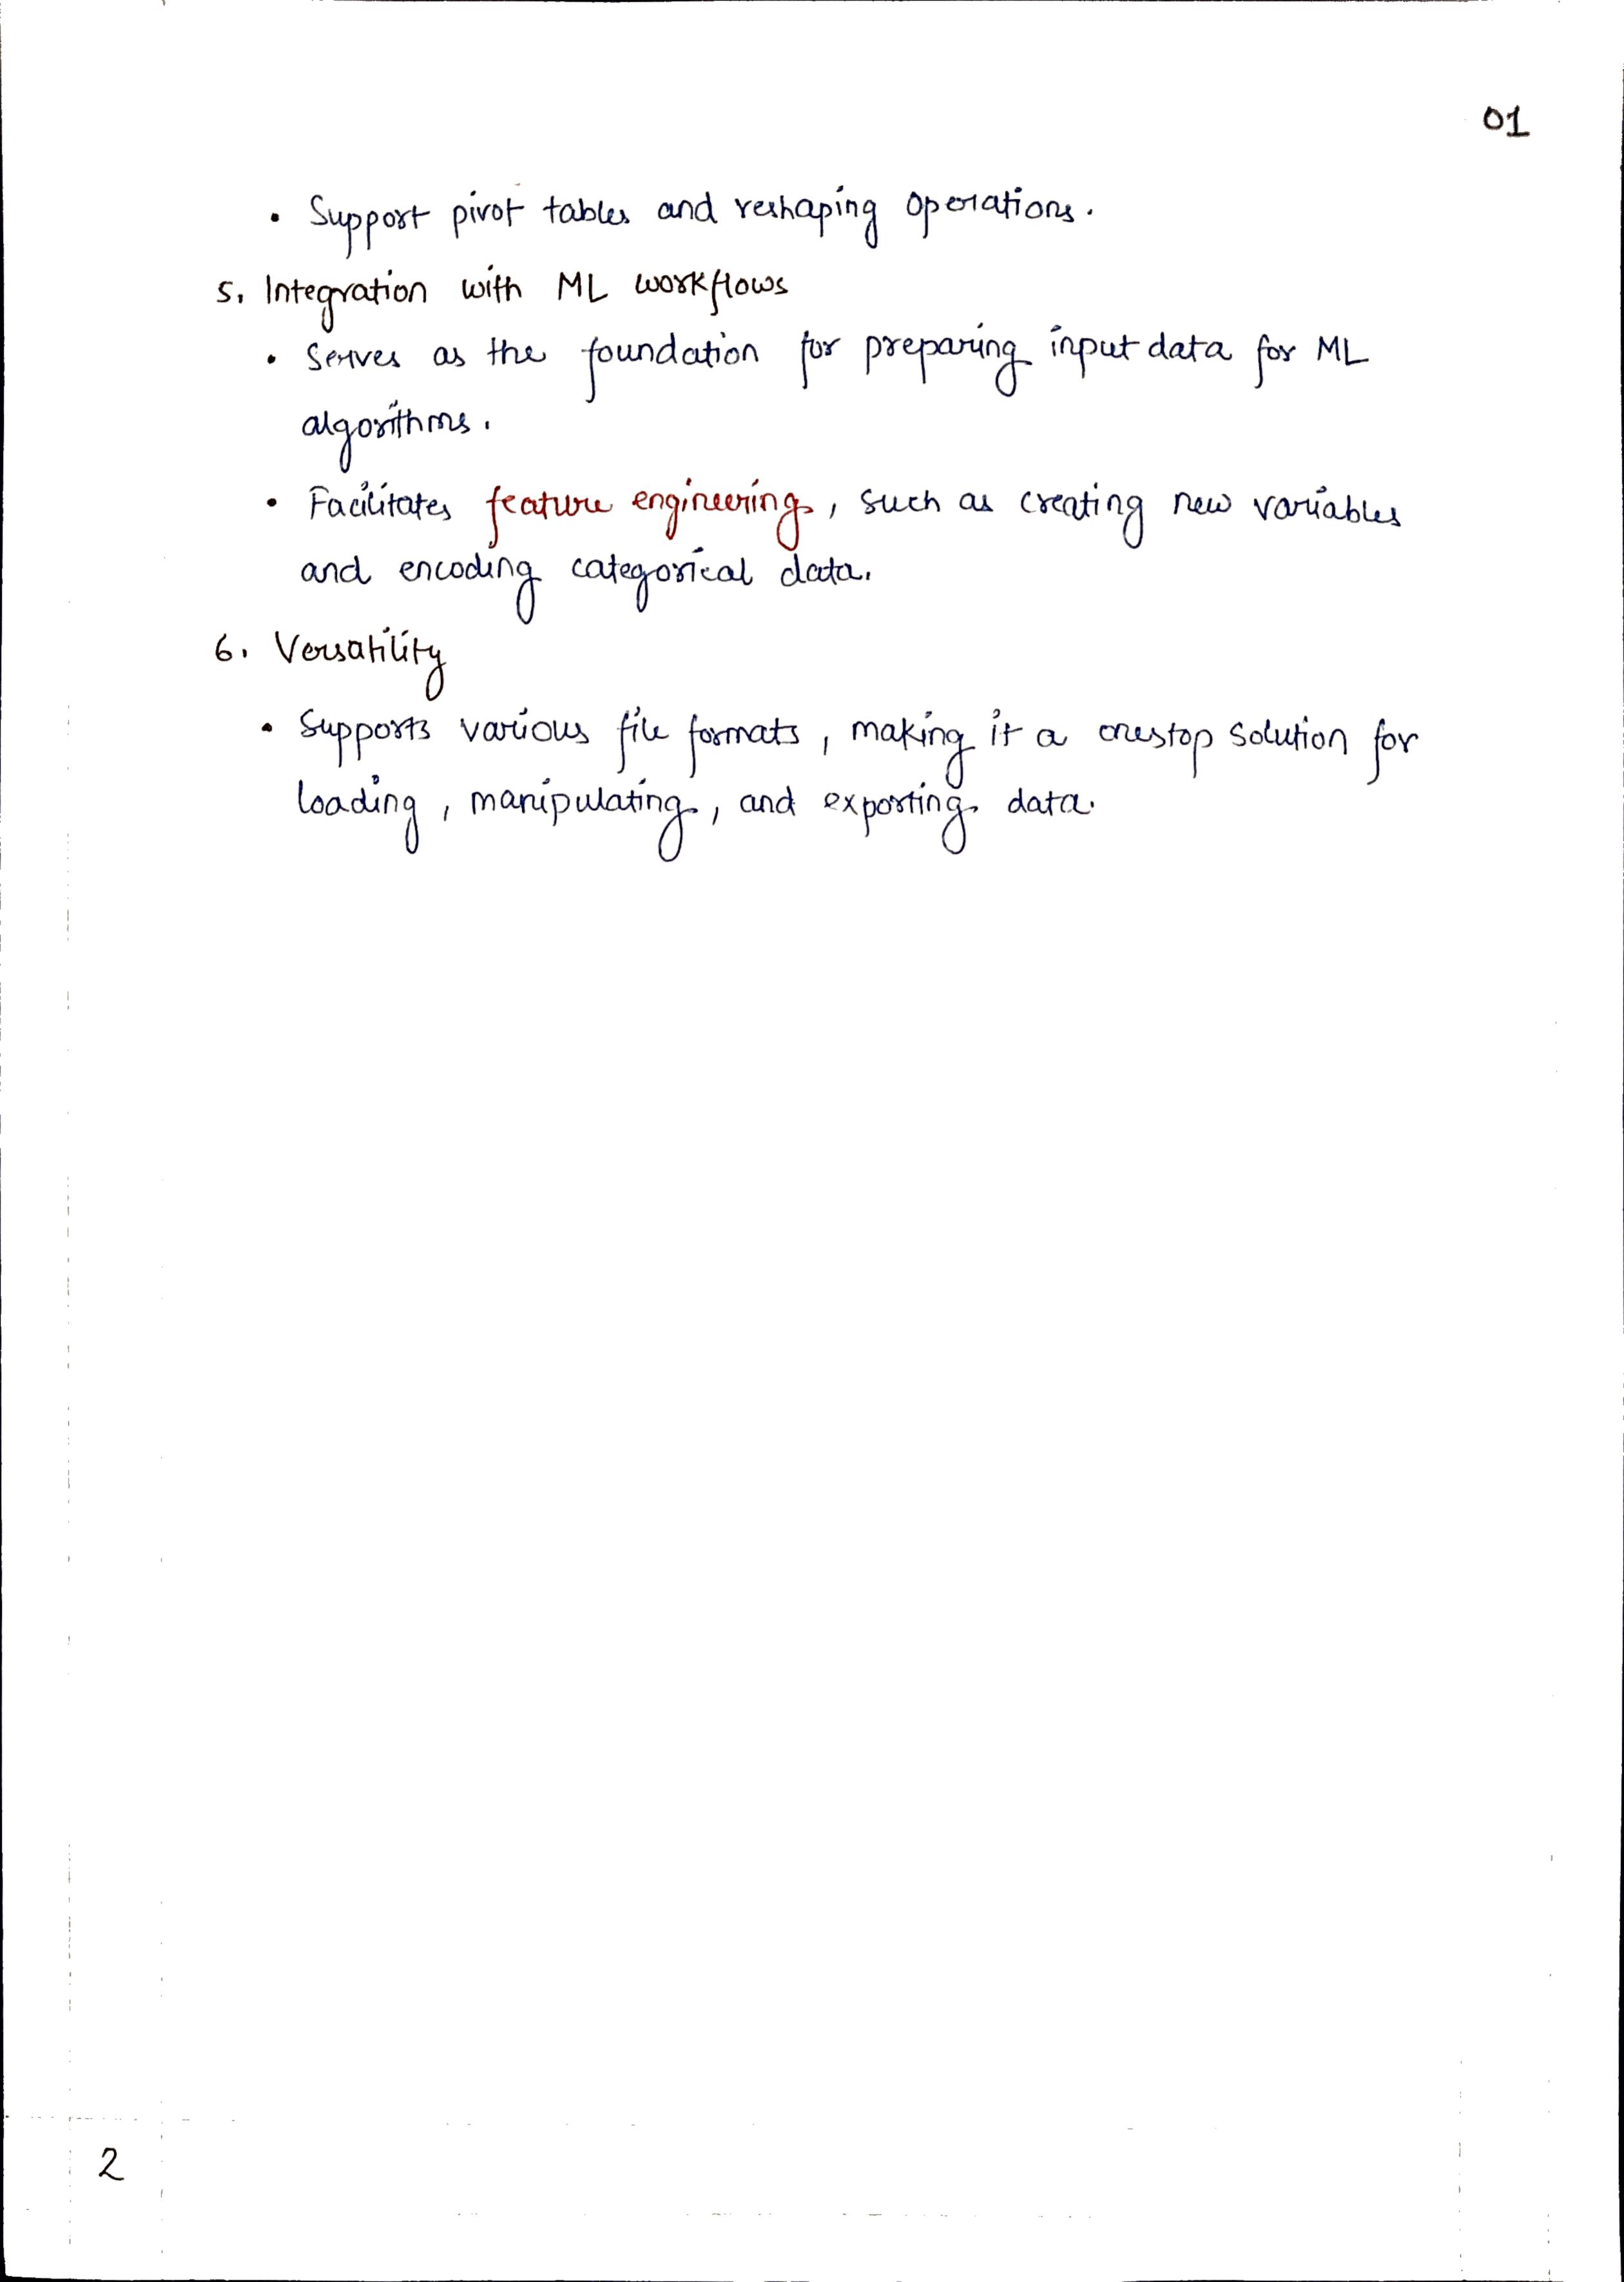 01
• Support pivot tables and reshaping operations.
5. Integration with ML workflows
• Serves as the foundation for preparing input data for ML
algorithms.
• Facilitates feature engineering, such as creating new variables
and encoding categorical data.
6. Versatility
• Supports various file formats, making it a onestop solution for
loading, manipulating, and exporting data.
2